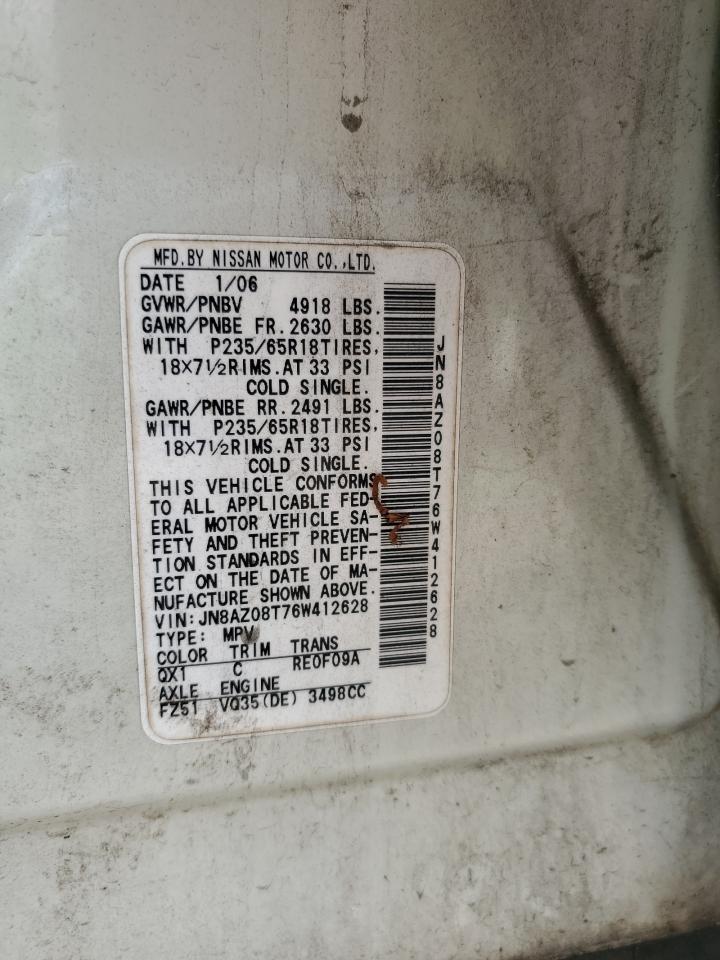 MFD.BY NISSAN MOTOR CO.,LTD.
DATE 1/06
GVWR/PNBV 4918 LBS.
GAWR/PNBE FR.2630 LBS.
WITH P235/65R18TIRES,
18×7½RIMS.AT 33 PSI
COLD SINGLE.
GAWR/PNBE RR.2491 LBS.
WITH P235/65R18TIRES,
18×7½RIMS.AT 33 PSI
COLD SINGLE.
THIS VEHICLE CONFORMS
TO ALL APPLICABLE FED-
ERAL MOTOR VEHICLE SA-
FETY AND THEFT PREVEN-
TION STANDARDS IN EFF-
ECT ON THE DATE OF MA-
NUFACTURE SHOWN ABOVE.
VIN:JN8AZ08T76W412628
TYPE: MPV
COLOR TRIM TRANS
QX1 C RE0F09A
AXLE ENGINE
FZ51 VQ35(DE) 3498CC
JN8AZ08T76W412628